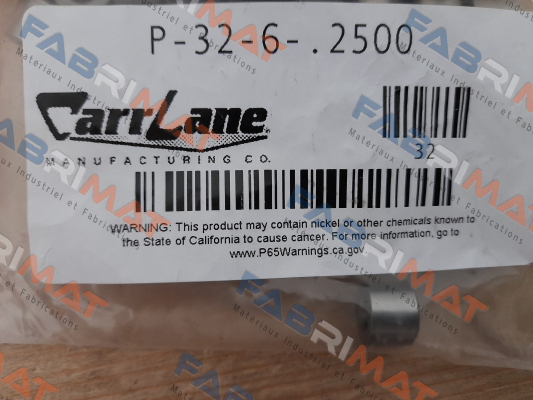 P-32-6-.2500
CarrLane®
MANUFACTURING CO.
32
WARNING: This product may contain nickel or other chemicals known to
the State of California to cause cancer. For more information, go to
www.P65Warnings.ca.gov
FABRIMAT
Materiaux Industriel et Fabrications